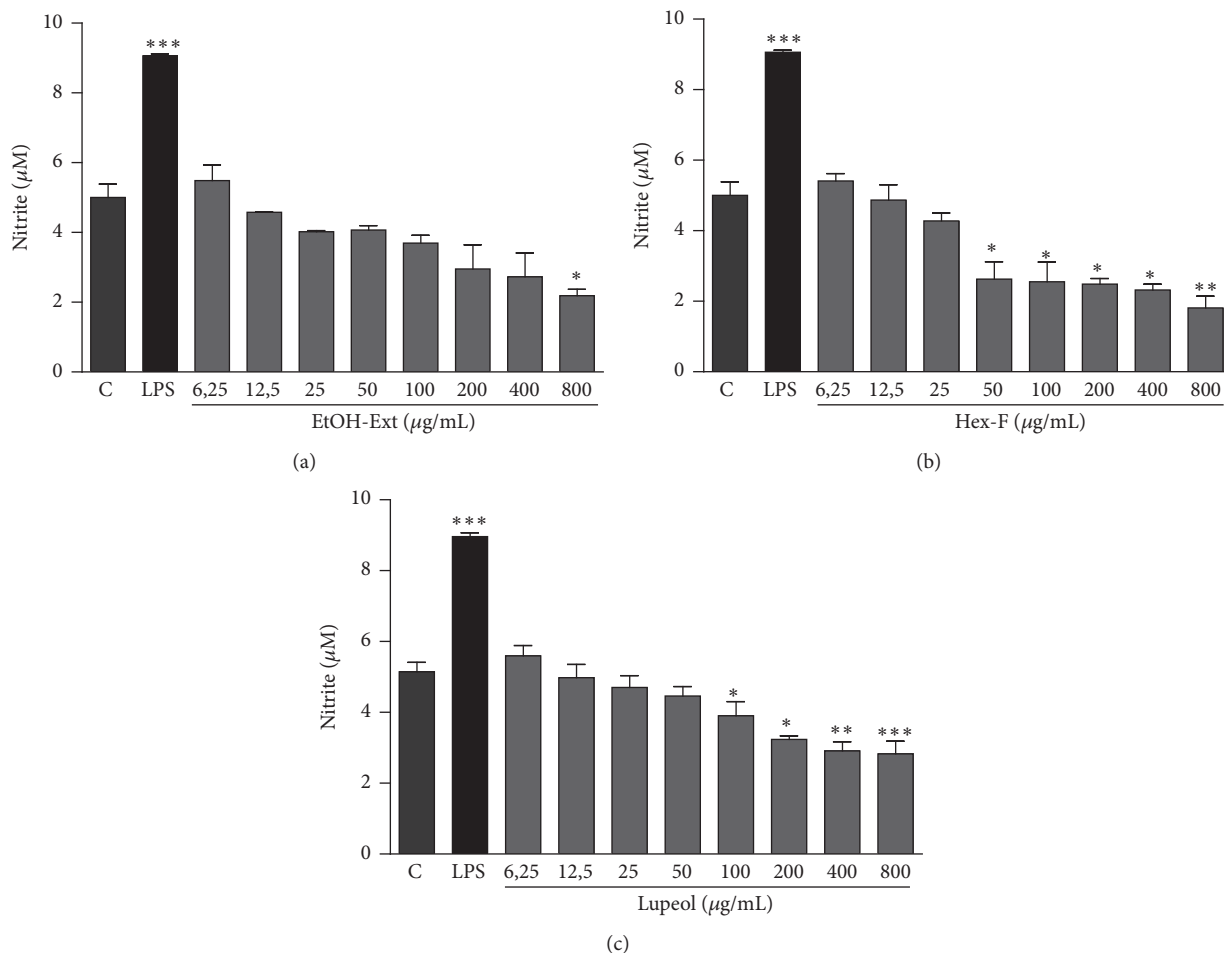 10
8
6
4
2
0
Nitrite (μM)
***
*
C LPS 6,25 12,5 25 50 100 200 400 800
EtOH-Ext (μg/mL)
(a)
10
8
6
4
2
0
Nitrite (μM)
***
* * * * **
C LPS 6,25 12,5 25 50 100 200 400 800
Hex-F (μg/mL)
(b)
10
8
6
4
2
0
Nitrite (μM)
***
* * ** ***
C LPS 6,25 12,5 25 50 100 200 400 800
Lupeol (μg/mL)
(c)